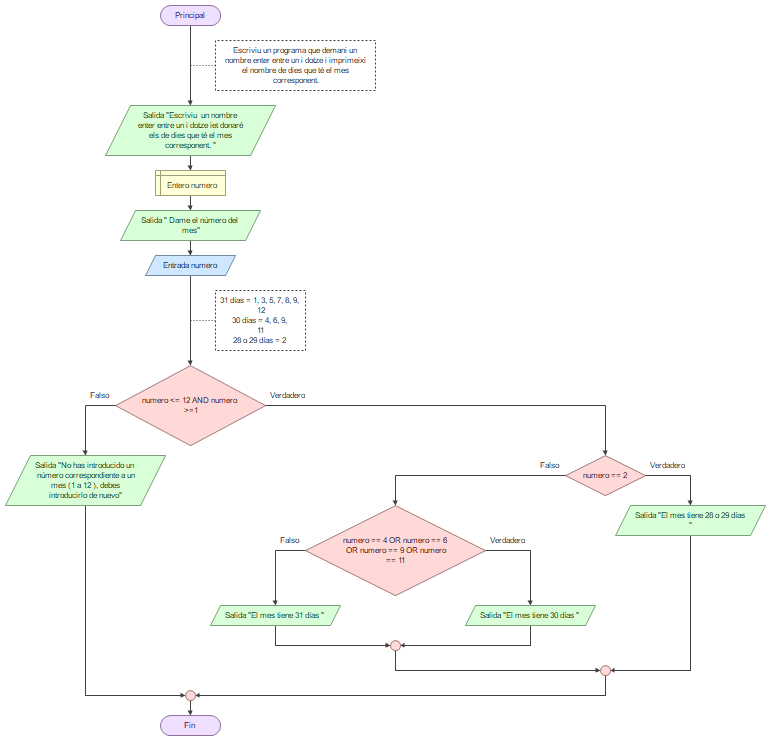 Principal
Escriviu un programa que demani un
nombre enter entre un i dotze i imprimeixi
el nombre de dies que té el mes
corresponent.
Salida "Escriviu  un nombre
enter entre un i dotze iet donaré
els de dies que té el mes
corresponent. "
Entero numero
Salida " Dame el número del
mes"
Entrada numero
31 días = 1, 3, 5, 7, 8, 9,
12
30 días = 4, 6, 9,
11
28 o 29 días = 2
Falso
numero <= 12 AND numero
>=1
Verdadero
Salida "No has introducido un
número correspondiente a un
mes ( 1 a 12 ), debes
introducirlo de nuevo"
Falso
numero == 2
Verdadero
Salida "El mes tiene 28 o 29 días
"
Falso
numero == 4 OR numero == 6
OR numero == 9 OR numero
== 11
Verdadero
Salida "El mes tiene 31 días "
Salida "El mes tiene 30 días "
Fin